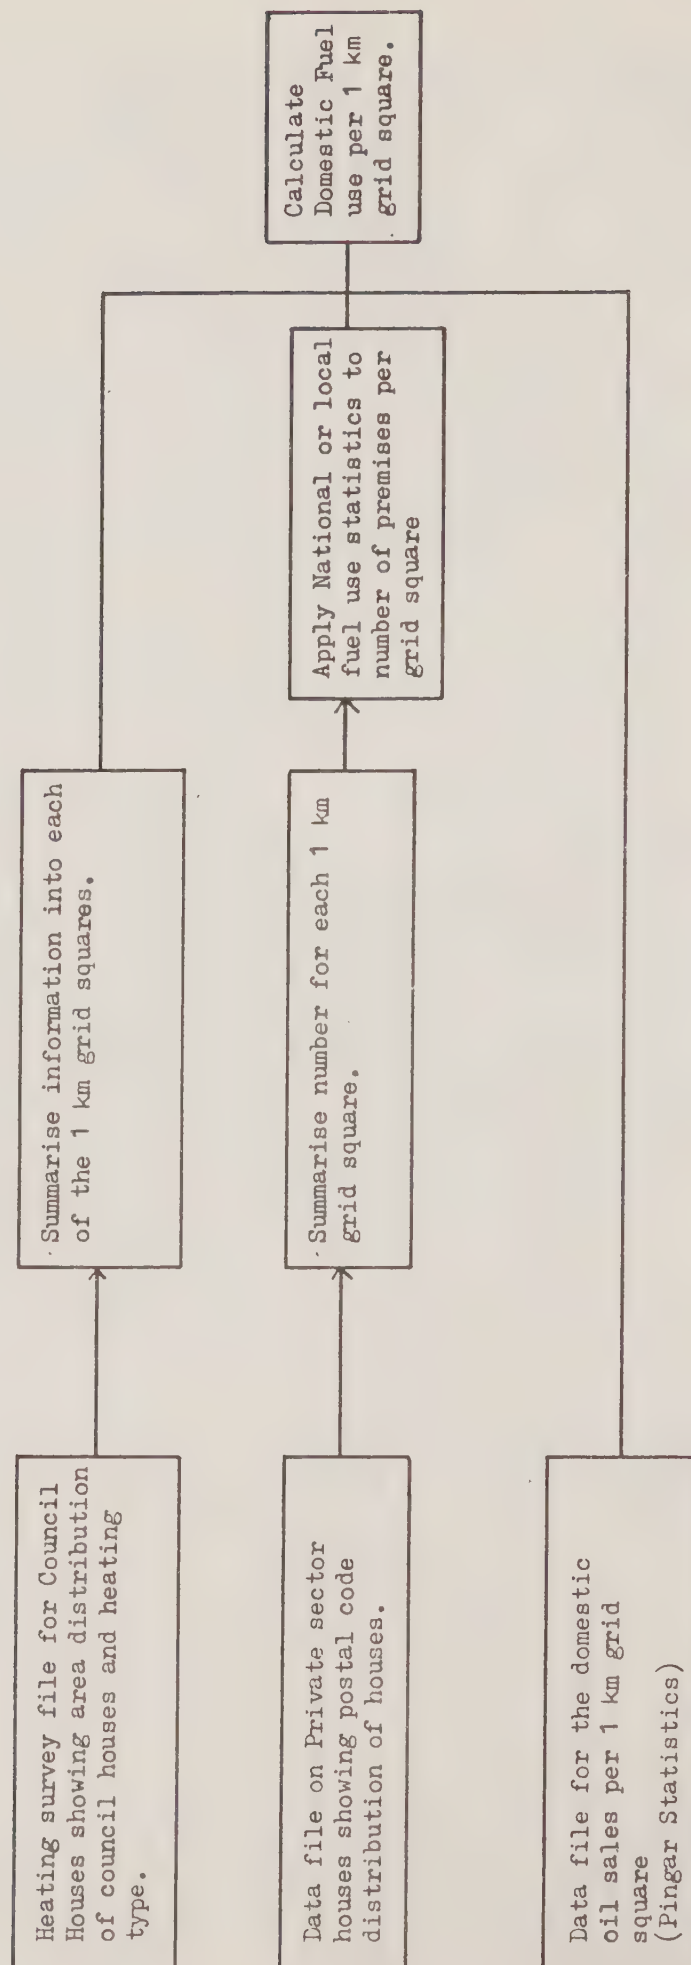 Heating survey file for Council
Houses showing area distribution
of council houses and heating
type.
Summarise information into each
of the 1 km grid squares.
Data file on Private sector
houses showing postal code
distribution of houses.
Summarise number for each 1 km
grid square.
Apply National or local
fuel use statistics to
number of premises per
grid square
Calculate
Domestic Fuel
use per 1 km
grid square.
Data file for the domestic
oil sales per 1 km grid
square
(Pingar Statistics)